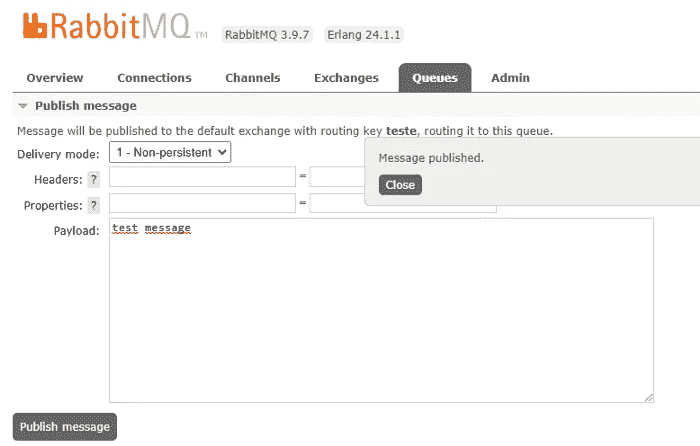 RabbitMQ TM RabbitMQ 3.9.7 Erlang 24.1.1
Overview Connections Channels Exchanges Queues Admin
Publish message
Message will be published to the default exchange with routing key teste, routing it to this queue.
Delivery mode: 1 - Non-persistent
Message published.
Headers: ? =
Close
Properties: ? =
Payload: test message
Publish message